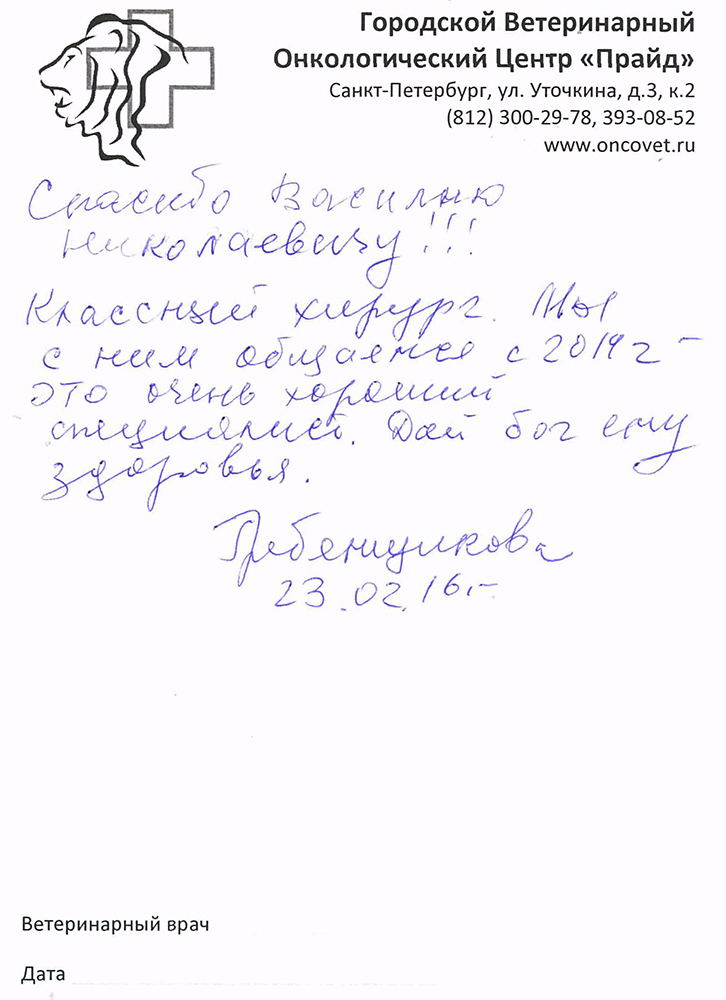 Городской Ветеринарный
Онкологический Центр «Прайд»
Санкт-Петербург, ул. Уточкина, д.3, к.2
(812) 300-29-78, 393-08-52
www.oncovet.ru
Спасибо Василию
Николаевичу!!!
Классный хирург. Мы
с ним общаемся с 2014 г -
это очень хороший
специалист. Дай бог ему
здоровья.
Гребенщикова
23.02.16.-
Ветеринарный врач
Дата